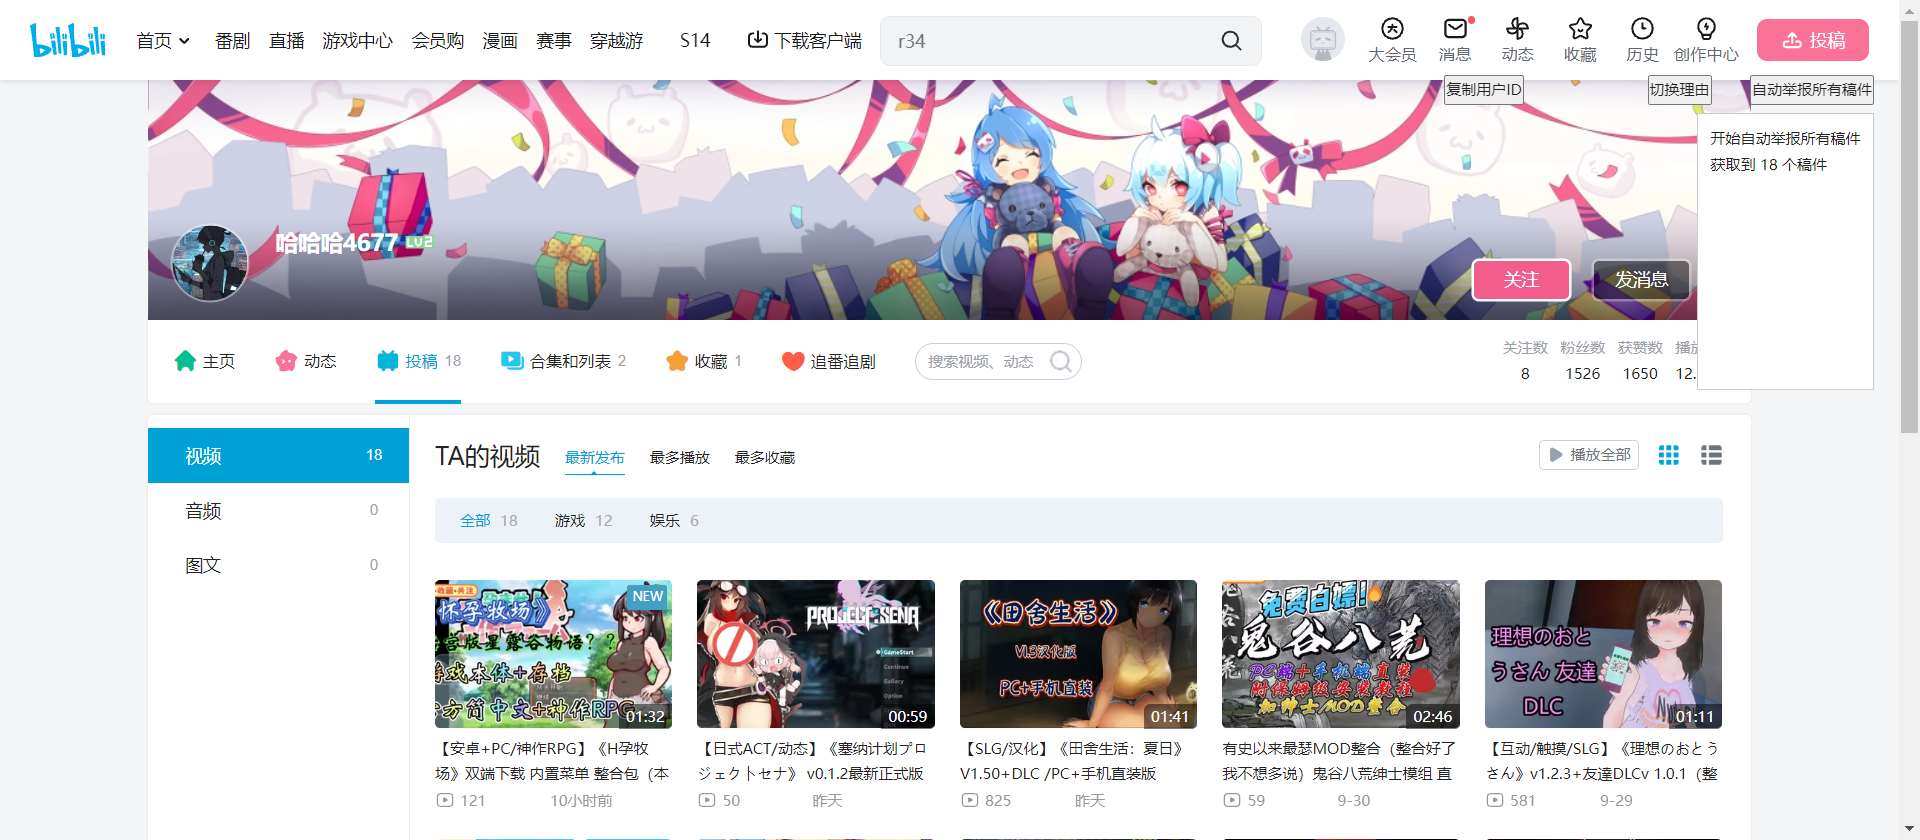 bilibili
首页
番剧
直播
游戏中心
会员购
漫画
赛事
穿越游
S14
下载客户端
r34
大会员
消息
动态
收藏
历史
创作中心
投稿
复制用户ID
切换理由
自动举报所有稿件
开始自动举报所有稿件
获取到 18 个稿件
哈哈哈4677 LV2
关注
发消息
主页
动态
投稿 18
合集和列表 2
收藏 1
追番追剧
搜索视频、动态
关注数 粉丝数 获赞数
8 1526 1650 12.
视频 18
音频 0
图文 0
TA的视频
最新发布
最多播放
最多收藏
播放全部
全部 18
游戏 12
娱乐 6
收藏·关注
NEW
怀孕牧场》
版星露谷物语？？
游戏本体+存档
方简中文+神作RPG
01:32
【安卓+PC/神作RPG】《H孕牧
场》双端下载 内置菜单 整合包（本
121 10小时前
PROJECT:SENA
GameStart
Continue
Gallery
Option
00:59
【日式ACT/动态】《塞纳计划プロ
ジェクトセナ》 v0.1.2最新正式版
50 昨天
《田舍生活》
V1.3汉化版
PC+手机直装
01:41
【SLG/汉化】《田舍生活：夏日》
V1.50+DLC /PC+手机直装版
825 昨天
免费白嫖!
鬼谷八荒
PC端+手机端直装
附保姆级安装教程
加绅士MOD整合
02:46
有史以来最瑟MOD整合（整合好了
我不想多说）鬼谷八荒绅士模组 直
59 9-30
理想のおと
うさん 友達
DLC
01:11
【互动/触摸/SLG】《理想のおとう
さん》v1.2.3+友達DLCv 1.0.1（整
581 9-29